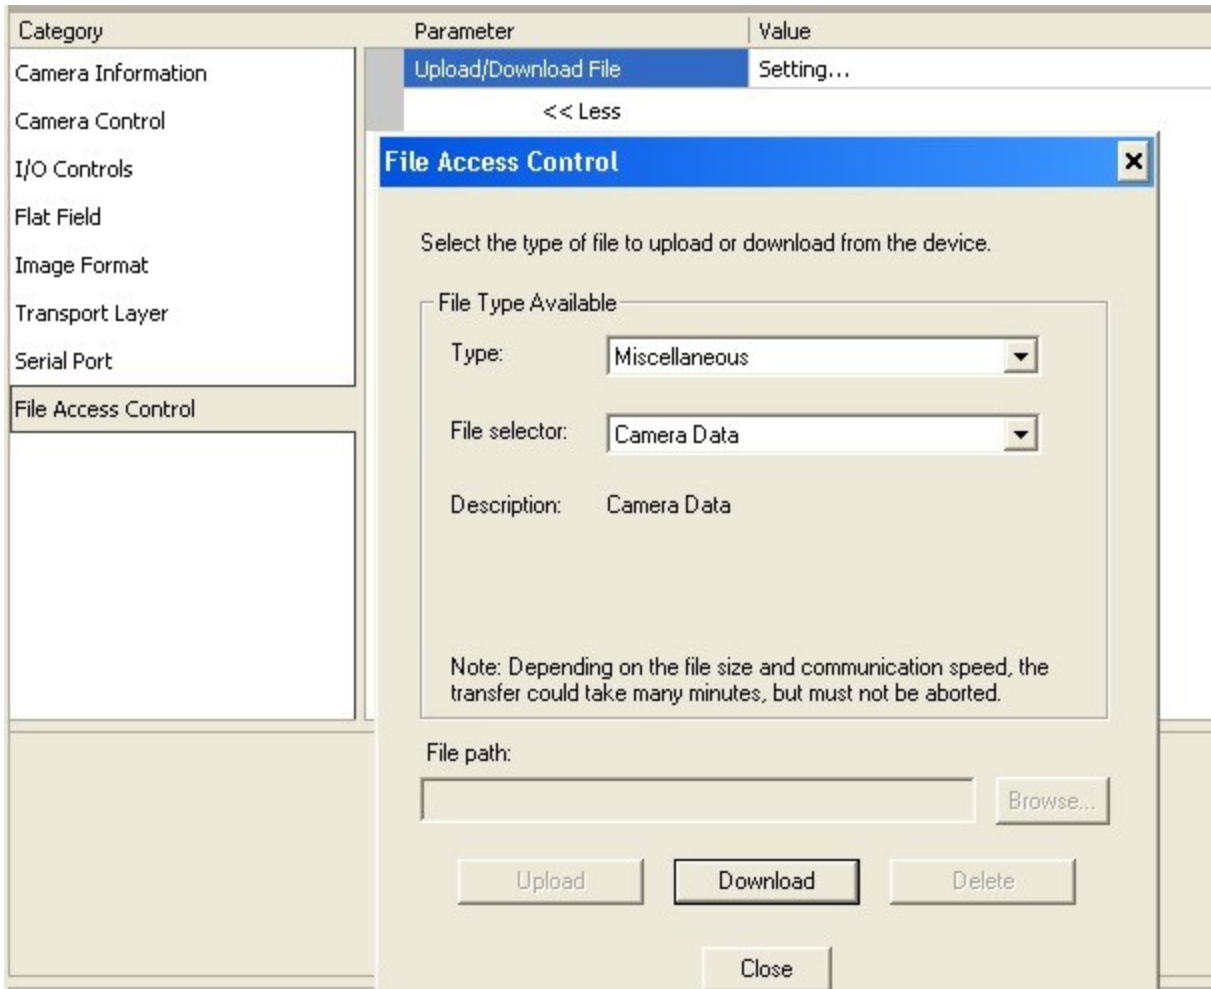 Category
Parameter
Value
Camera Information
Upload/Download File
Setting...
Camera Control
<< Less
I/O Controls
File Access Control
Flat Field
Select the type of file to upload or download from the device.
Image Format
File Type Available
Transport Layer
Type:
Miscellaneous
Serial Port
File Access Control
File selector:
Camera Data
Description:
Camera Data
Note: Depending on the file size and communication speed, the
transfer could take many minutes, but must not be aborted.
File path:
Browse...
Upload
Download
Delete
Close